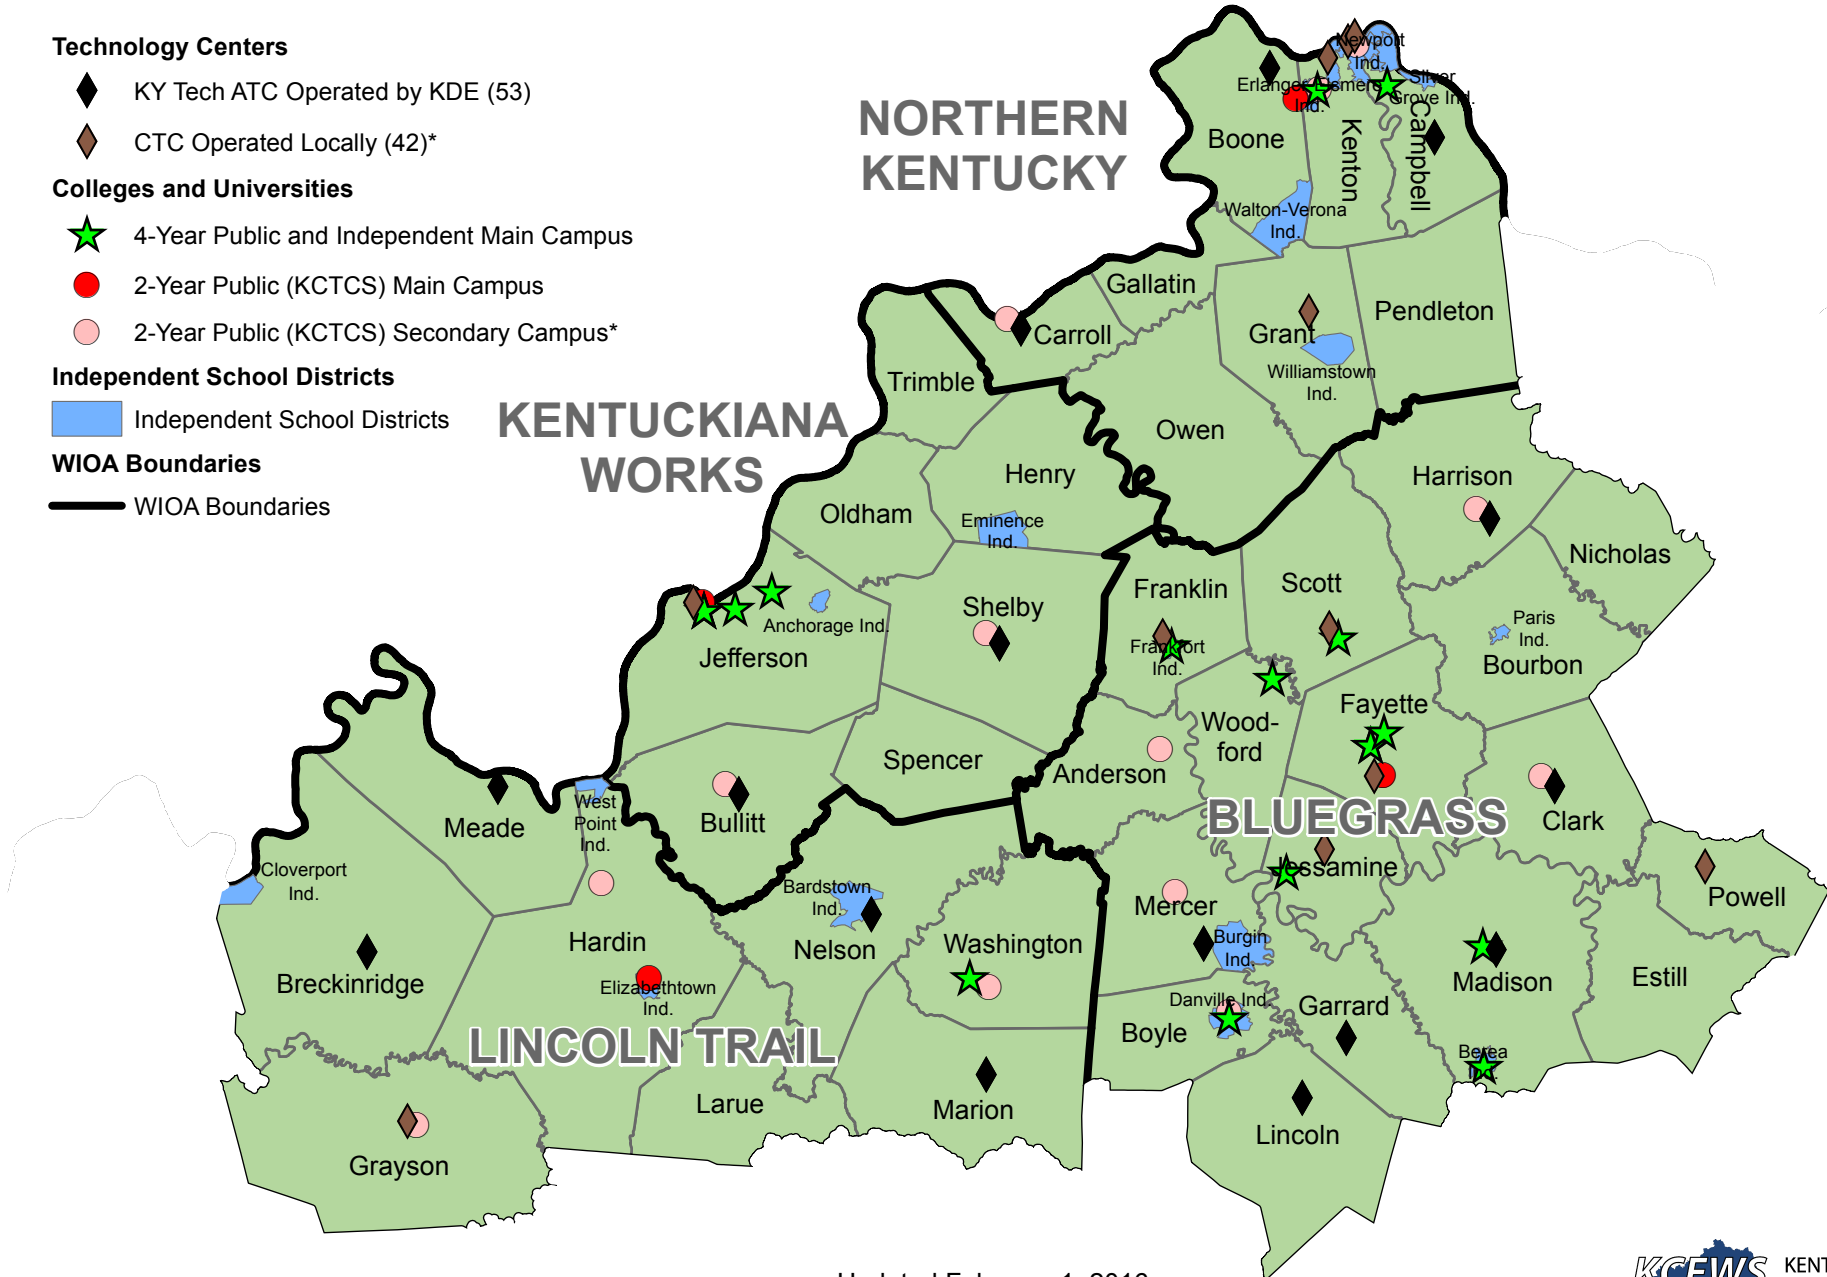 Technology Centers
KY Tech ATC Operated by KDE (53)
CTC Operated Locally (42)*
Colleges and Universities
4-Year Public and Independent Main Campus
2-Year Public (KCTCS) Main Campus
2-Year Public (KCTCS) Secondary Campus*
Independent School Districts
Independent School Districts
WIOA Boundaries
WIOA Boundaries
NORTHERN
KENTUCKY
Newport
Ind.
Erlanger-Elsmere
Ind.
Silver
Grove Ind.
Boone
Kenton
Campbell
Walton-Verona
Ind.
Gallatin
Carroll
Grant
Pendleton
Williamstown
Ind.
Owen
KENTUCKIANA
WORKS
Trimble
Henry
Oldham
Eminence
Ind.
Shelby
Anchorage Ind.
Jefferson
Spencer
Bullitt
Harrison
Nicholas
Franklin
Scott
Frankfort
Ind.
Paris
Ind.
Bourbon
Fayette
Wood-
ford
Anderson
BLUEGRASS
Clark
Jessamine
Powell
Mercer
Burgin
Ind.
Madison
Estill
Danville Ind.
Garrard
Boyle
Berea
Ind.
Lincoln
Meade
West
Point
Ind.
Cloverport
Ind.
Bardstown
Ind.
Hardin
Nelson
Washington
Breckinridge
Elizabethtown
Ind.
LINCOLN TRAIL
Larue
Marion
Grayson
KCEWS
KENT